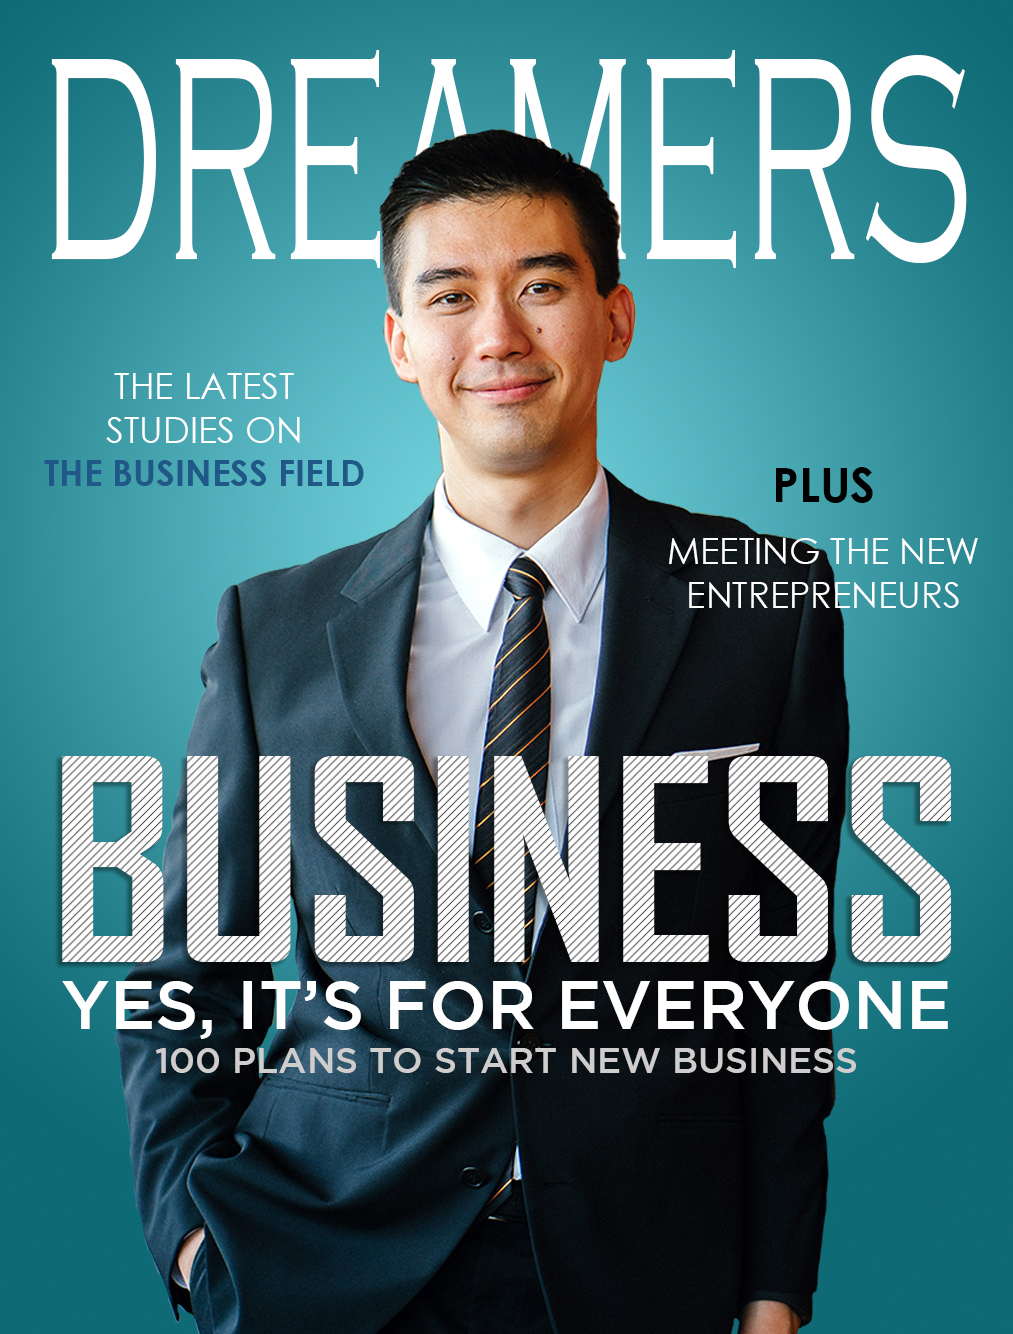 DREAMERS
THE LATEST
STUDIES ON
THE BUSINESS FIELD
PLUS
MEETING THE NEW
ENTREPRENEURS
BUSINESS
YES, IT'S FOR EVERYONE
100 PLANS TO START NEW BUSINESS